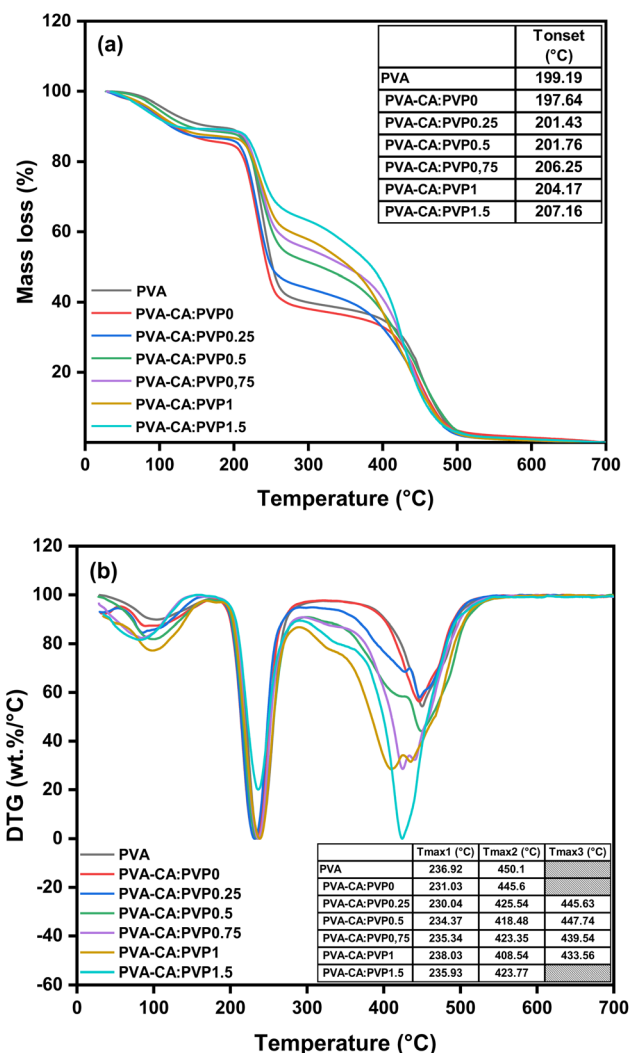 (a)
Tonset
(°C)
PVA 199.19
PVA-CA:PVP0 197.64
PVA-CA:PVP0.25 201.43
PVA-CA:PVP0.5 201.76
PVA-CA:PVP0,75 206.25
PVA-CA:PVP1 204.17
PVA-CA:PVP1.5 207.16
120
100
80
60
40
20
Mass loss (%)
PVA
PVA-CA:PVP0
PVA-CA:PVP0.25
PVA-CA:PVP0.5
PVA-CA:PVP0,75
PVA-CA:PVP1
PVA-CA:PVP1.5
0 100 200 300 400 500 600 700
Temperature (°C)
(b)
120
100
80
60
40
20
0
-20
-40
-60
DTG (wt.%/°C)
PVA
PVA-CA:PVP0
PVA-CA:PVP0.25
PVA-CA:PVP0.5
PVA-CA:PVP0.75
PVA-CA:PVP1
PVA-CA:PVP1.5
Tmax1 (°C) Tmax2 (°C) Tmax3 (°C)
PVA 236.92 450.1
PVA-CA:PVP0 231.03 445.6
PVA-CA:PVP0.25 230.04 425.54 445.63
PVA-CA:PVP0.5 234.37 418.48 447.74
PVA-CA:PVP0,75 235.34 423.35 439.54
PVA-CA:PVP1 238.03 408.54 433.56
PVA-CA:PVP1.5 235.93 423.77
0 100 200 300 400 500 600 700
Temperature (°C)